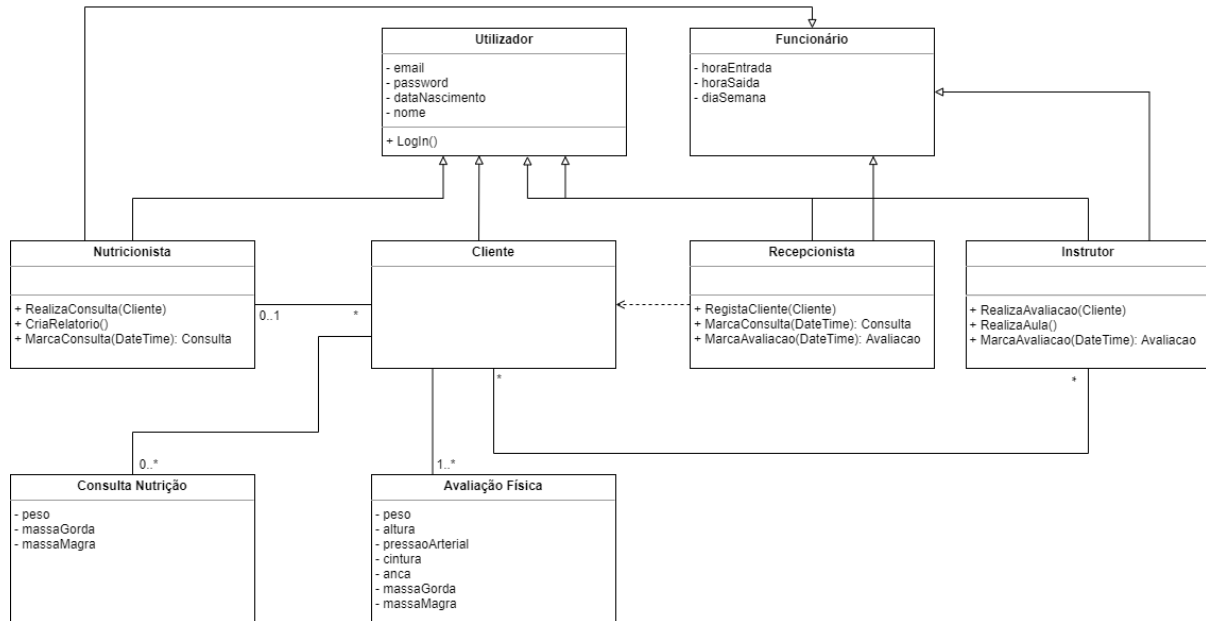 Utilizador
- email
- password
- dataNascimento
- nome
+ LogIn()
Funcionário
- horaEntrada
- horaSaida
- diaSemana
Nutricionista
+ RealizaConsulta(Cliente)
+ CriaRelatorio()
+ MarcaConsulta(DateTime): Consulta
0..1
*
Cliente
Recepcionista
+ RegistaCliente(Cliente)
+ MarcaConsulta(DateTime): Consulta
+ MarcaAvaliacao(DateTime): Avaliacao
Instrutor
+ RealizaAvaliacao(Cliente)
+ RealizaAula()
+ MarcaAvaliacao(DateTime): Avaliacao
*
*
0..*
1..*
Consulta Nutrição
- peso
- massaGorda
- massaMagra
Avaliação Física
- peso
- altura
- pressaoArterial
- cintura
- anca
- massaGorda
- massaMagra